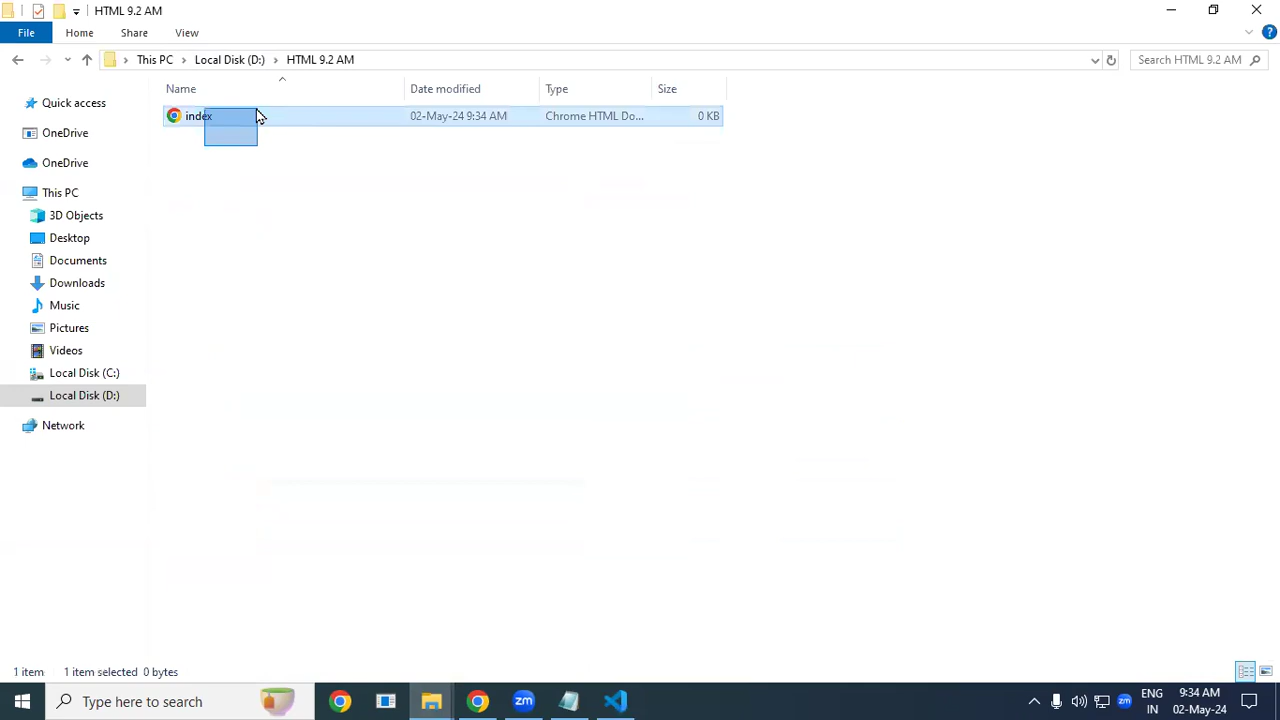 HTML 9.2 AM
File Home Share View
This PC Local Disk (D:) HTML 9.2 AM Search HTML 9.2 AM
Name Date modified Type Size
index 02-May-24 9:34 AM Chrome HTML Do... 0 KB
Quick access
OneDrive
OneDrive
This PC
3D Objects
Desktop
Documents
Downloads
Music
Pictures
Videos
Local Disk (C:)
Local Disk (D:)
Network
1 item 1 item selected 0 bytes
Type here to search zm zm ENG 9:34 AM
IN 02-May-24